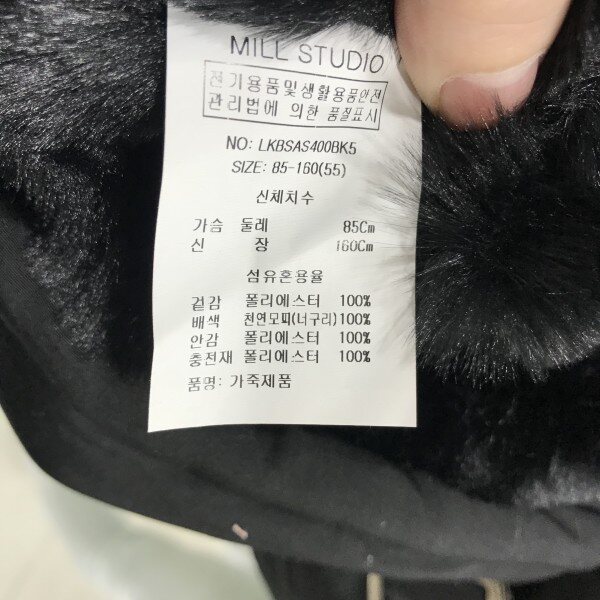 MILL STUDIO
전기용품및생활용품안전
관리법에 의한 품질표시
NO: LKBSAS400BK5
SIZE: 85-160(55)
신체치수
가슴 둘레 85Cm
신 장 160Cm
섬유혼용율
겉감 폴리에스터 100%
배색 천연모피(너구리) 100%
안감 폴리에스터 100%
충전재 폴리에스터 100%
품명: 가죽제품